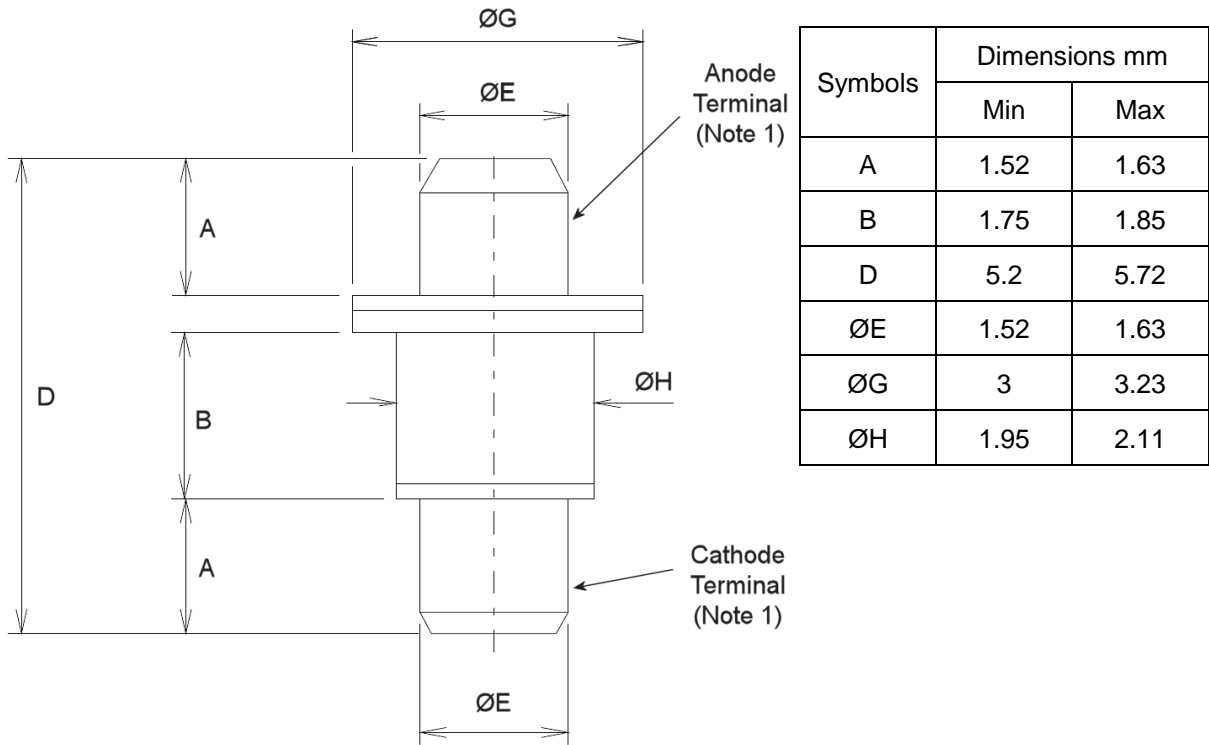 ØG
ØE
Anode
Terminal
(Note 1)
A
D
B
ØH
A
Cathode
Terminal
(Note 1)
ØE
Symbols Dimensions mm
Min Max
A 1.52 1.63
B 1.75 1.85
D 5.2 5.72
ØE 1.52 1.63
ØG 3 3.23
ØH 1.95 2.11